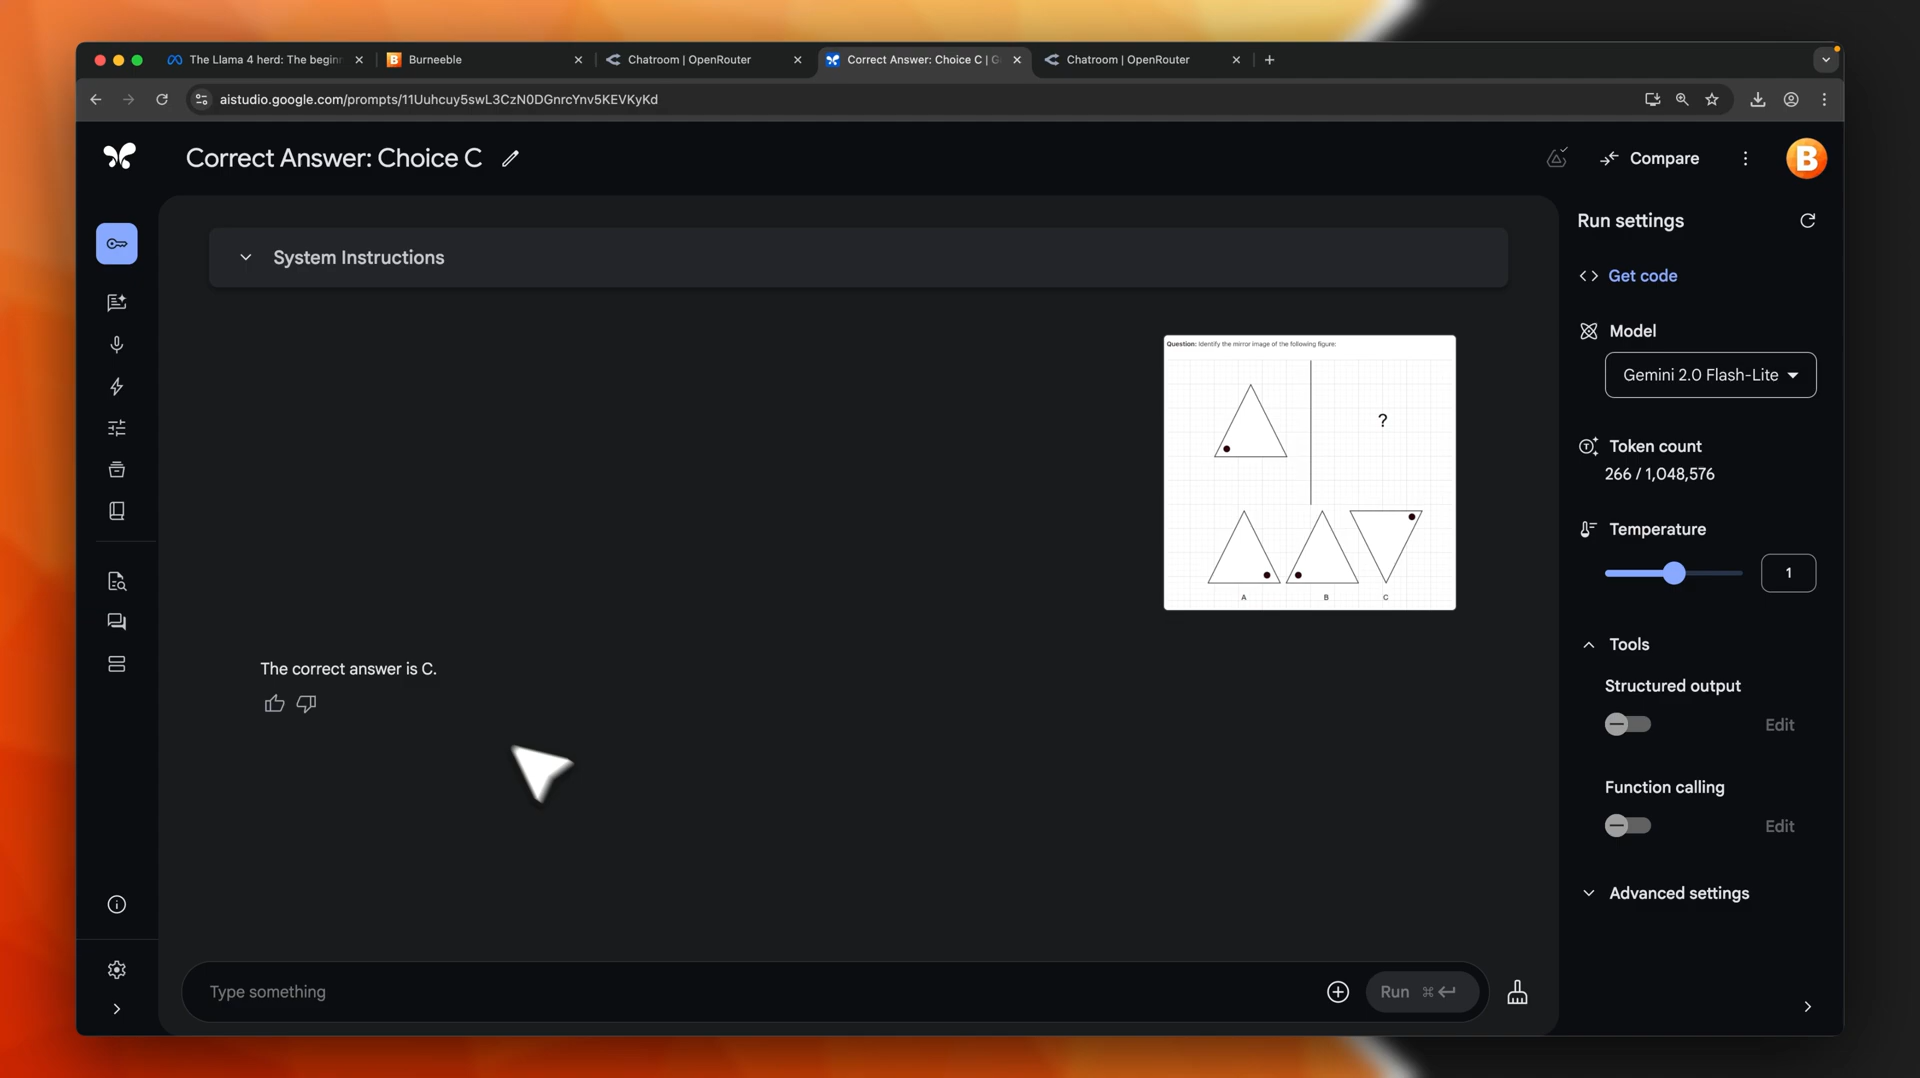 The Llama 4 herd: The beginn
Burneeble
Chatroom | OpenRouter
Correct Answer: Choice C | G
Chatroom | OpenRouter
aistudio.google.com/prompts/11Uuhcuy5swL3CzN0DGnrcYnv5KEVKyKd
Correct Answer: Choice C
Compare
B
System Instructions
Question: Identify the mirror image of the following figure:
?
A B C
The correct answer is C.
Type something
Run ⌘
Run settings
Get code
Model
Gemini 2.0 Flash-Lite
Token count
266 / 1,048,576
Temperature
1
Tools
Structured output
Edit
Function calling
Edit
Advanced settings